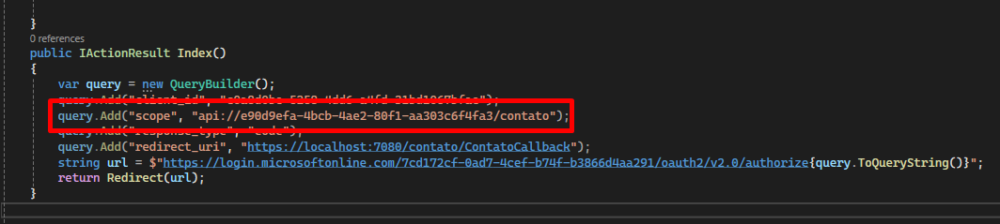 }
0 references
public IActionResult Index()
{
var query = new QueryBuilder();
query.Add("client_id",
query.Add("scope", "api://e90d9efa-4bcb-4ae2-80f1-aa303c6f4fa3/contato");
query.Add("response_type", "code");
query.Add("redirect_uri", "https://localhost:7080/contato/ContatoCallback");
string url = $"https://login.microsoftonline.com/7cd172cf-0ad7-4cef-b74f-b3866d4aa291/oauth2/v2.0/authorize{query.ToQueryString()}";
return Redirect(url);
}